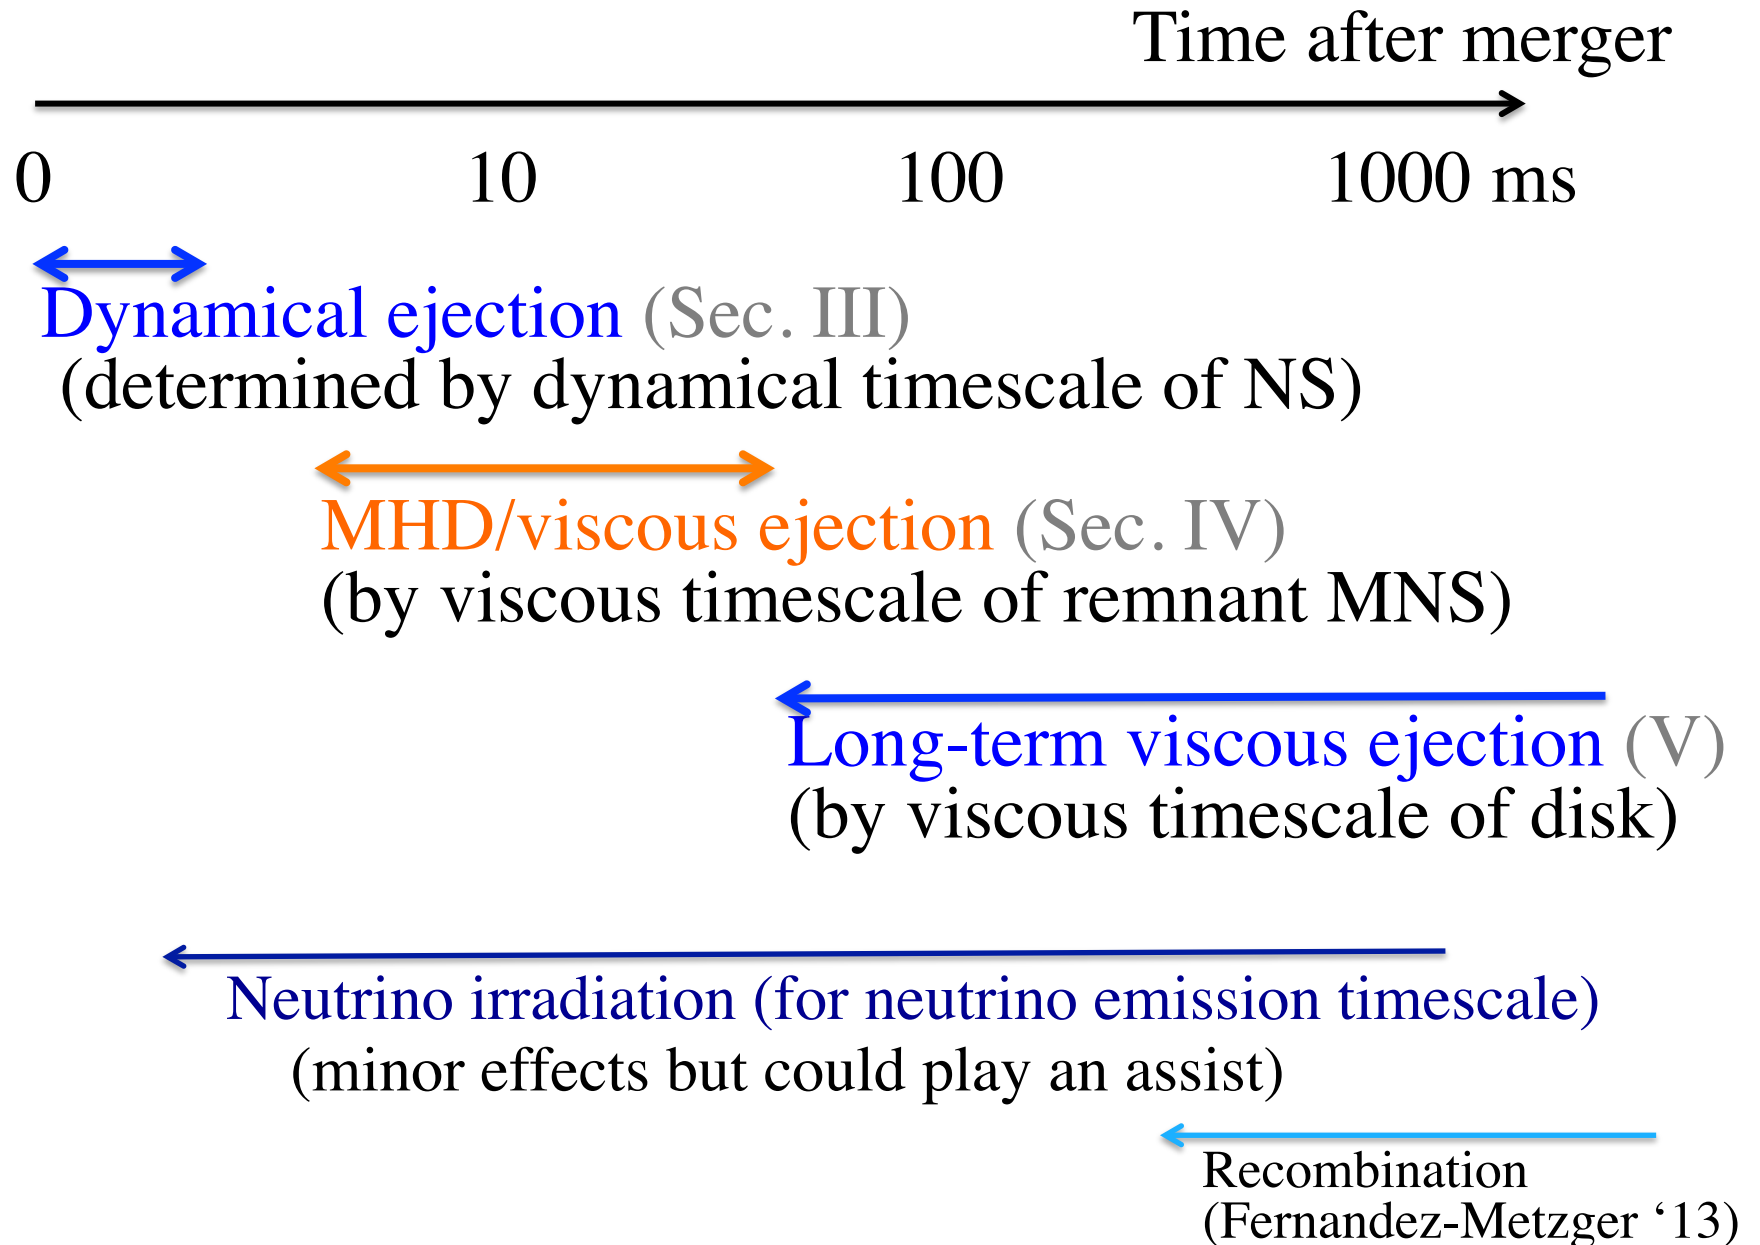 Time after merger
0 10 100 1000 ms
Dynamical ejection (Sec. III)
(determined by dynamical timescale of NS)
MHD/viscous ejection (Sec. IV)
(by viscous timescale of remnant MNS)
Long-term viscous ejection (V)
(by viscous timescale of disk)
Neutrino irradiation (for neutrino emission timescale)
(minor effects but could play an assist)
Recombination
(Fernandez-Metzger ‘13)